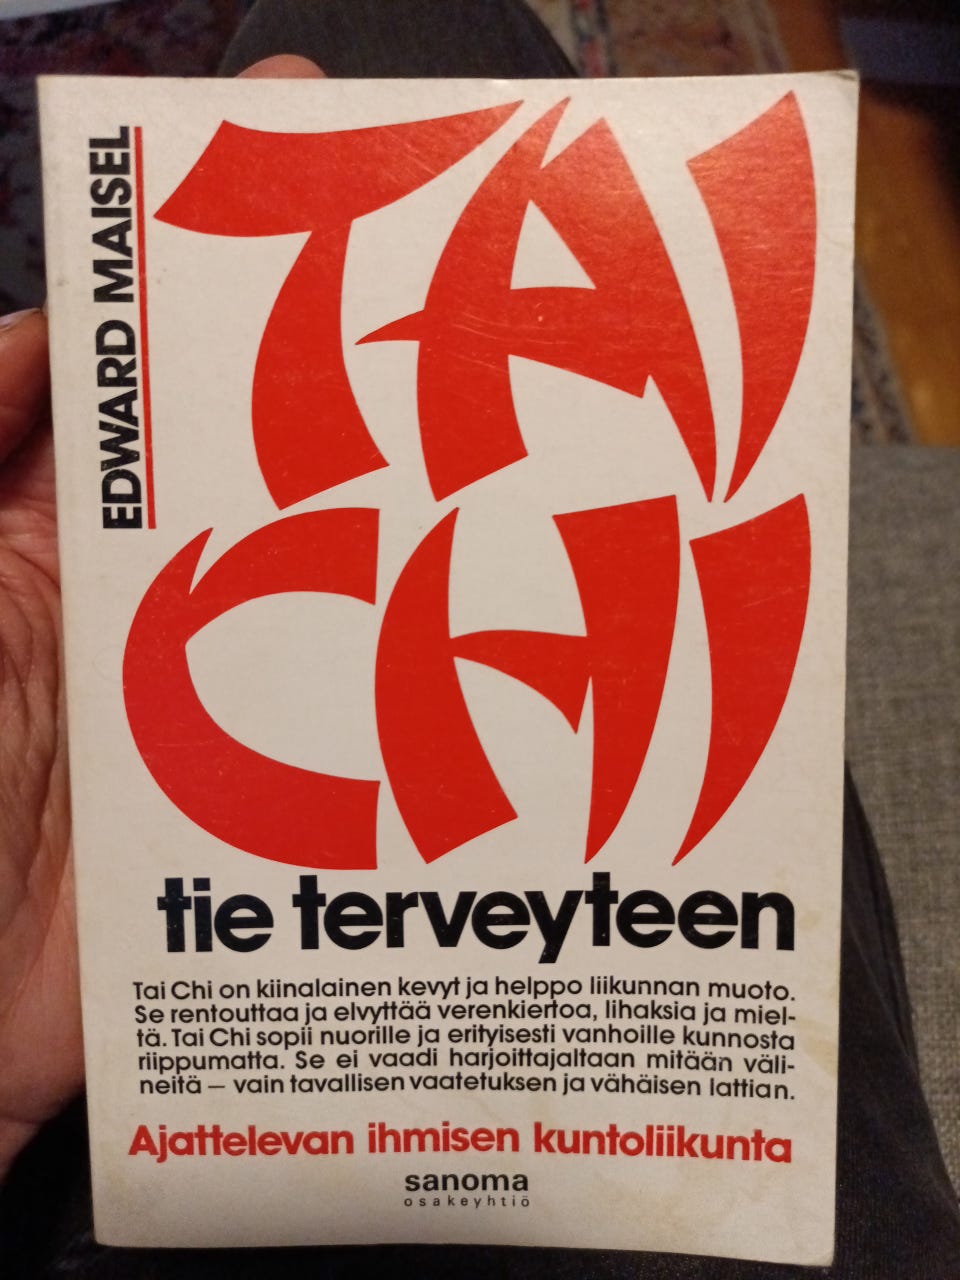 EDWARD MAISEL
TAI
CHI
tie terveyteen
Tai Chi on kiinalainen kevyt ja helppo liikunnan muoto.
Se rentouttaa ja elvyttää verenkiertoa, lihaksia ja miel-
tä. Tai Chi sopii nuorille ja erityisesti vanhoille kunnosta
riippumatta. Se ei vaadi harjoittajaltaan mitään väli-
neitä – vain tavallisen vaatetuksen ja vähäisen lattian.
Ajattelevan ihmisen kuntoliikunta
sanoma
osakeyhtiö